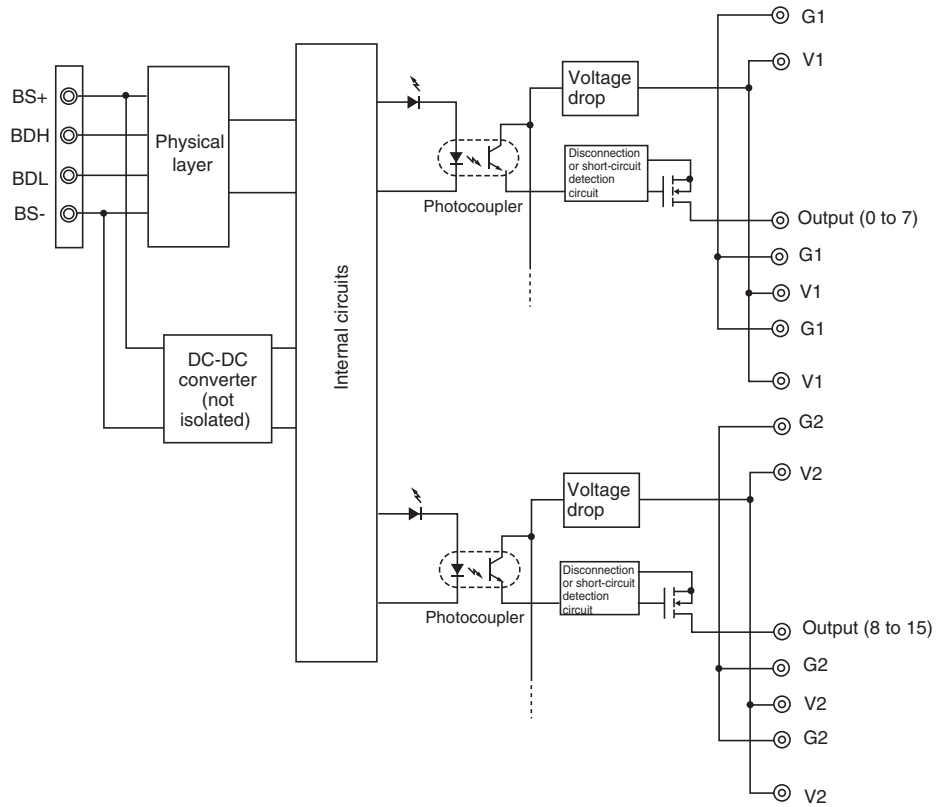 G1
V1
BS+
BDH
BDL
BS-
Physical
layer
Voltage
drop
Disconnection
or short-circuit
detection
circuit
Photocoupler
Output (0 to 7)
G1
V1
G1
V1
Internal circuits
DC-DC
converter
(not
isolated)
G2
V2
Voltage
drop
Disconnection
or short-circuit
detection
circuit
Photocoupler
Output (8 to 15)
G2
V2
G2
V2